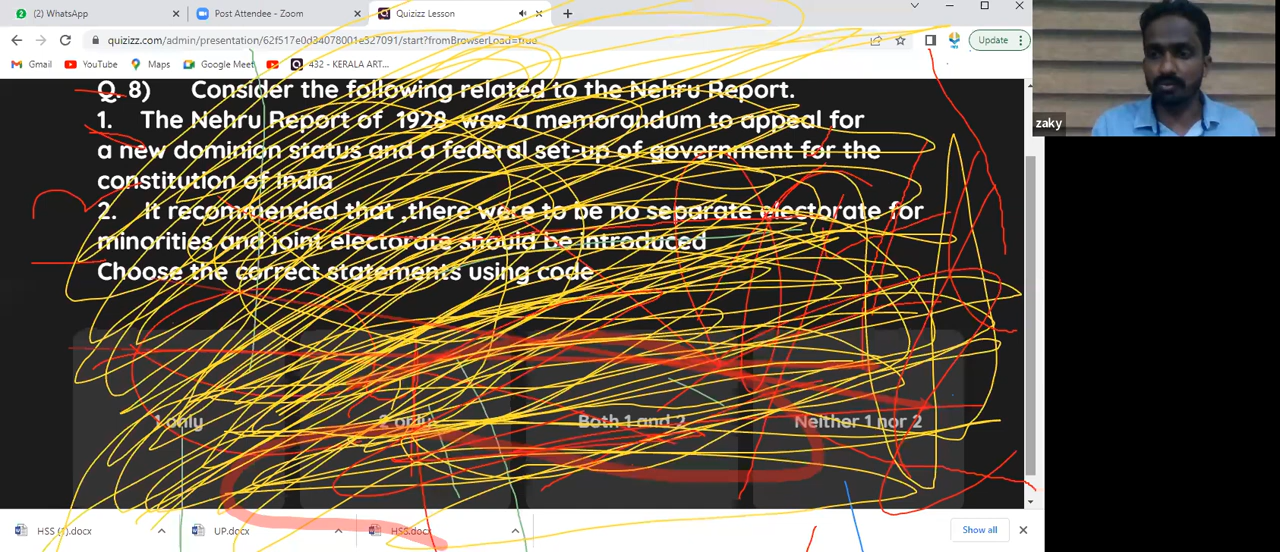 (2) WhatsApp
Post Attendee - Zoom
Quizizz Lesson
quizizz.com/admin/presentation/62f517e0d34078001e327091/start?fromBrowserLoad=true
Update
Gmail
YouTube
Maps
Google Meet
432 - KERALA ART...
zaky
Q. 8) Consider the following related to the Nehru Report.
1. The Nehru Report of 1928 was a memorandum to appeal for
a new dominion status and a federal set-up of government for the
constitution of India
2. It recommended that ,there were to be no separate electorate for
minorities and joint electorate should be introduced
Choose the correct statements using code
1 only
2 only
Both 1 and 2
Neither 1 nor 2
HSS (1).docx
UP.docx
HSS.docx
Show all